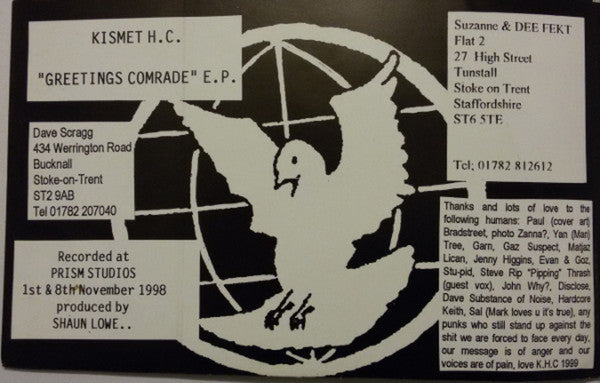 KISMET H.C.
"GREETINGS COMRADE" E.P.
Suzanne & DEE FEKT
Flat 2
27 High Street
Tunstall
Stoke on Trent
Staffordshire
ST6 5TE
Tel; 01782 812612
Dave Scragg
434 Werrington Road
Bucknall
Stoke-on-Trent
ST2 9AB
Tel 01782 207040
Recorded at
PRISM STUDIOS
1st & 8th November 1998
produced by
SHAUN LOWE..
Thanks and lots of love to the
following humans: Paul (cover art)
Bradstreet, photo Zanna?, Yan (Mari)
Tree, Garn, Gaz Suspect, Matjaz
Lican, Jenny Higgins, Evan & Goz,
Stu-pid, Steve Rip "Pipping" Thrash
(guest vox), John Why?, Disclose,
Dave Substance of Noise, Hardcore
Keith, Sal (Mark loves u it's true), any
punks who still stand up against the
shit we are forced to face every day,
our message is of anger and our
voices are of pain, love K.H.C 1999